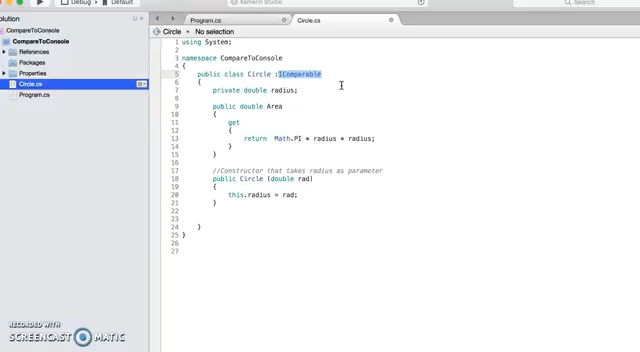 Debug
Default
Xamarin Studio
Search
olution
CompareToConsole
CompareToConsole
References
Packages
Properties
Circle.cs
Program.cs
Program.cs
Circle.cs
Circle
No selection
1 using System;
2
3 namespace CompareToConsole
4 {
5 public class Circle :IComparable
6 {
7 private double radius;
8
9 public double Area
10 {
11 get
12 {
13 return Math.PI * radius * radius;
14 }
15 }
16
17 //Constructor that takes radius as parameter
18 public Circle (double rad)
19 {
20 this.radius = rad;
21 }
22
23
24 }
25 }
26
27
RECORDED WITH
SCREENCAST MATIC